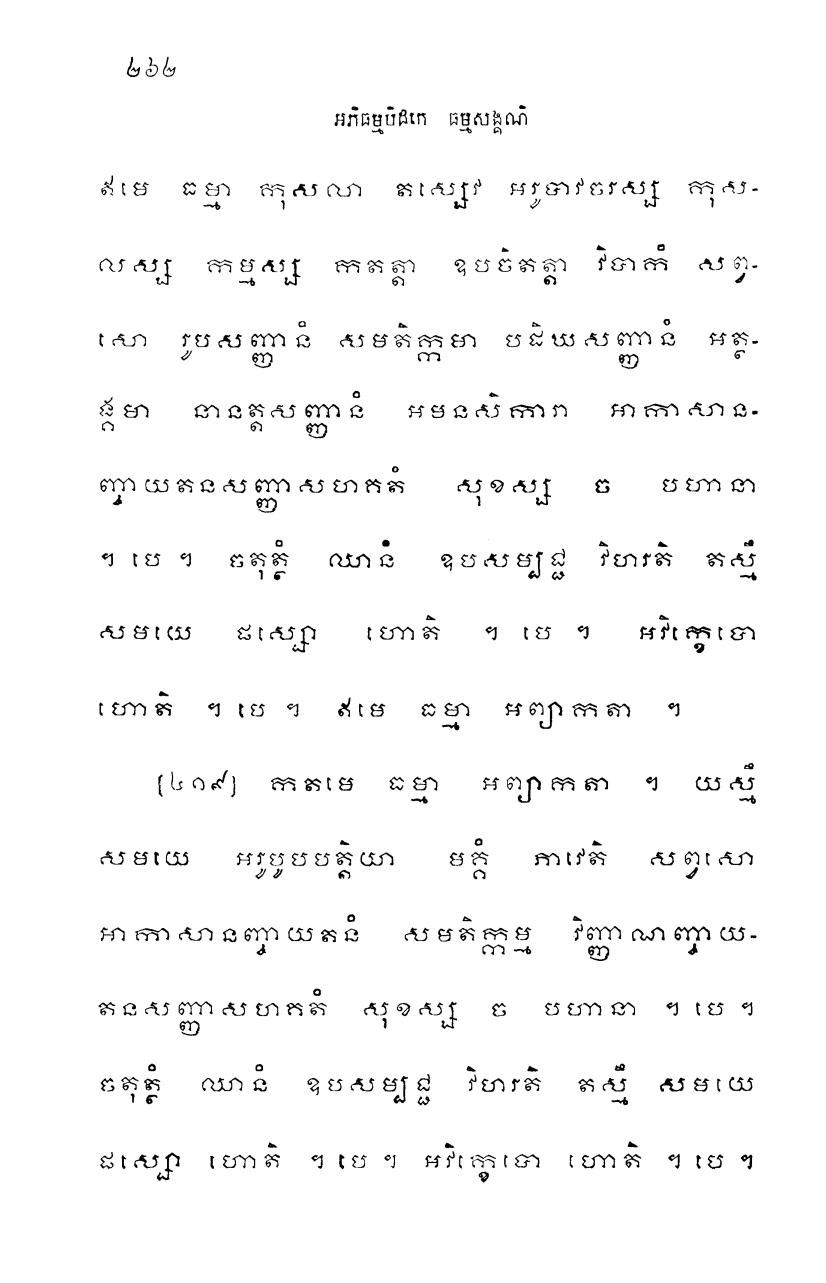 ២៦២
អភិធម្មបិដកេ ធម្មសង្គណិ
ឥមេ ធម្មា កុសលា តស្សេវ អរូបាវចរស្ស កុស-
លស្ស កម្មស្ស កតត្តា ឧបចិតត្តា វិបាកំ សព្វ-
សោ រូបសញ្ញានំ សមតិក្កមា បដិឃសញ្ញានំ អត្ថ-
ង្គមា នានត្តសញ្ញានំ អមនសិការា អាកាសាន-
ញ្ចាយតនសញ្ញាសហគតំ សុខស្ស ច បហានា
។ បេ ។ ចតុត្ថំ ឈានំ ឧបសម្បជ្ជ វិហរតិ តស្មឹ
សមយេ ផស្សោ ហោតិ ។ បេ ។ អវិក្ខេបោ
ហោតិ ។ បេ ។ ឥមេ ធម្មា អព្យាកតា ។
[៤១៩] កតមេ ធម្មា អព្យាកតា ។ យស្មឹ
សមយេ អរូបូបបត្តិយា មគ្គំ ភាវេតិ សព្វសោ
អាកាសានញ្ចាយតនំ សមតិក្កម្ម វិញ្ញាណញ្ចាយ-
តនសញ្ញាសហគតំ សុខស្ស ច បហានា ។ បេ ។
ចតុត្ថំ ឈានំ ឧបសម្បជ្ជ វិហរតិ តស្មឹ សមយេ
ផស្សោ ហោតិ ។ បេ ។ អវិក្ខេបោ ហោតិ ។ បេ ។